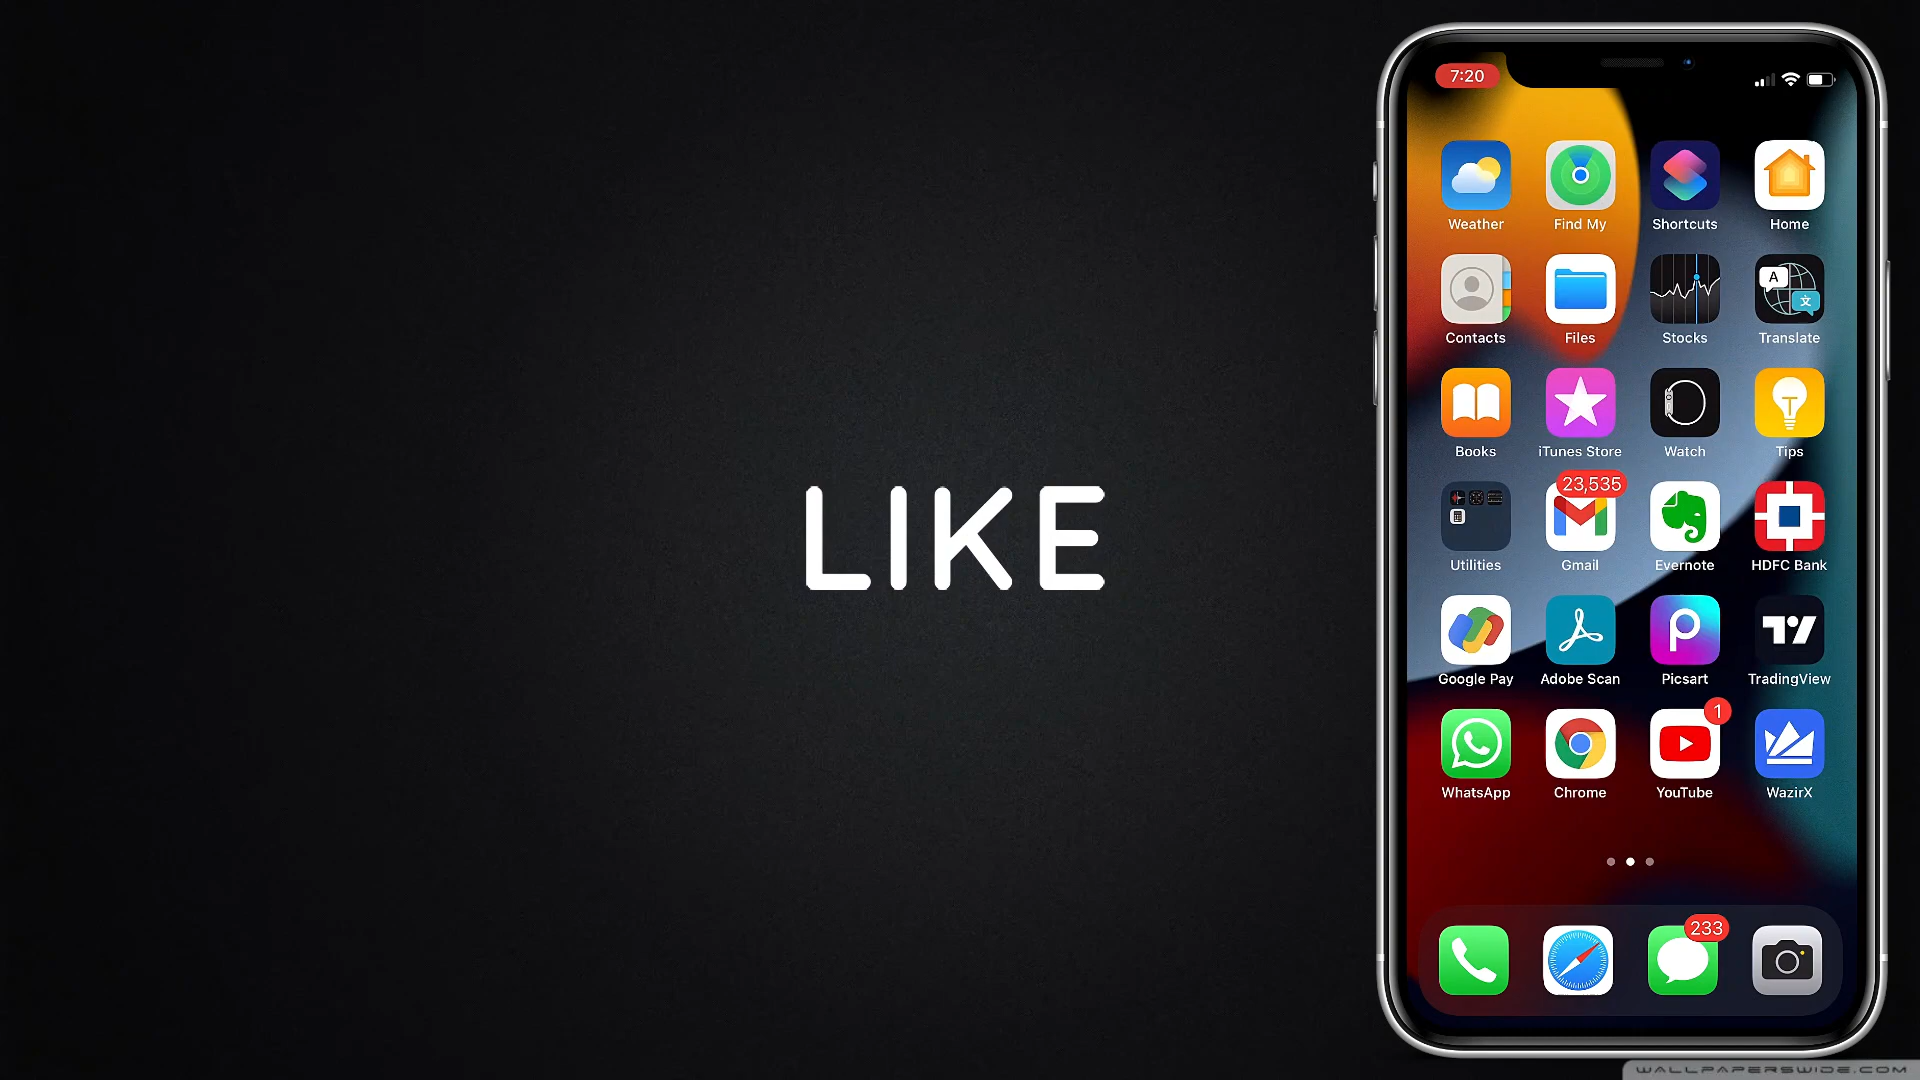 LIKE
7:20
Weather Find My Shortcuts Home
A 文
Contacts Files Stocks Translate
T
Books iTunes Store Watch Tips
23,535
Utilities Gmail Evernote HDFC Bank
Google Pay Adobe Scan Picsart TradingView
1
WhatsApp Chrome YouTube WazirX
233
WALLPAPERSWIDE.COM